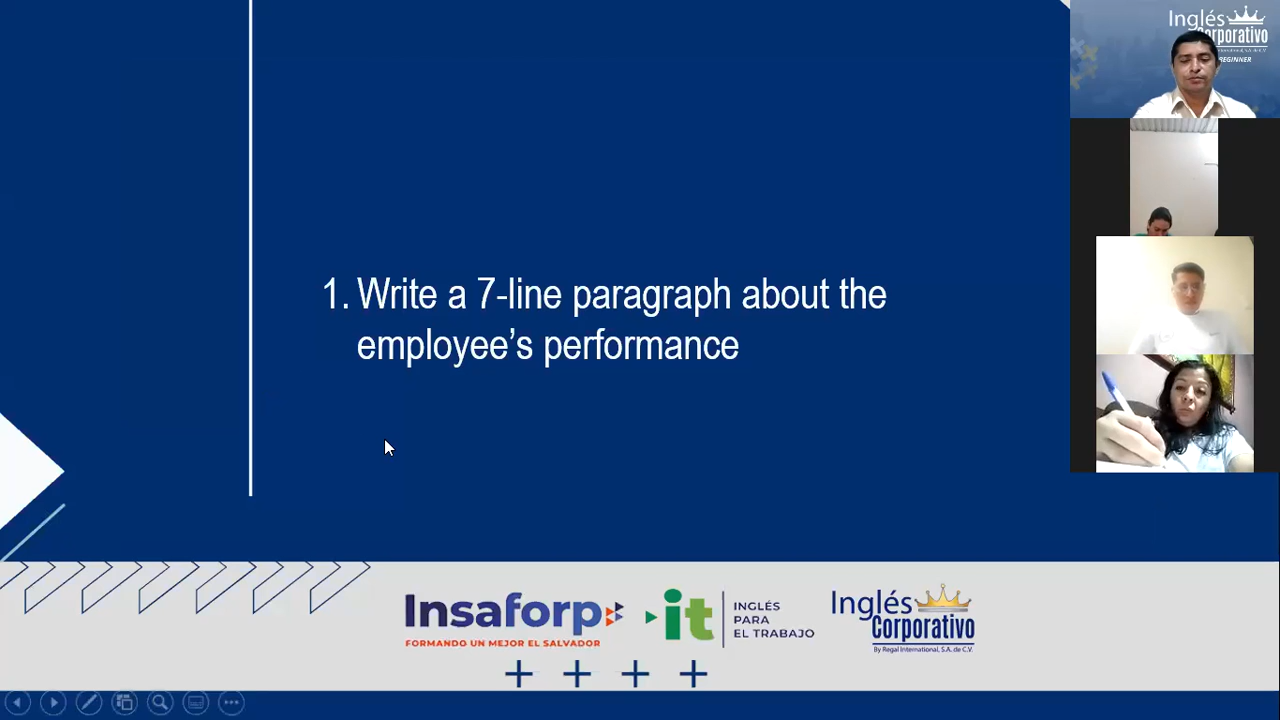 Inglés
Corporativo
BEGINNER
1. Write a 7-line paragraph about the
employee's performance
Insaforp
FORMANDO UN MEJOR EL SALVADOR
it
INGLÉS
PARA
EL TRABAJO
Inglés
Corporativo
By Regal International, S.A. de C.V.